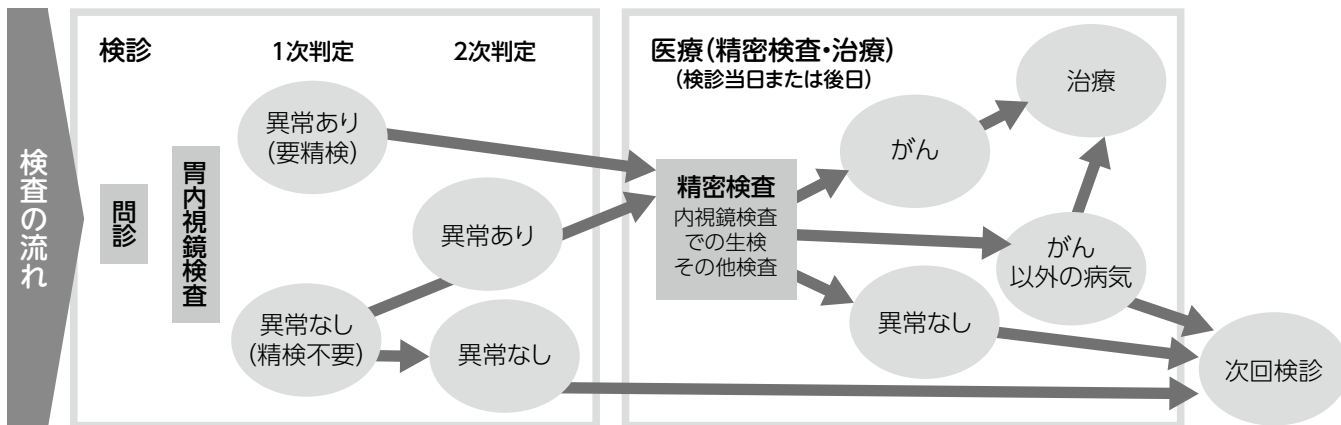 検査の流れ
検診
1次判定
2次判定
問診
胃内視鏡検査
異常あり
(要精検)
異常なし
(精検不要)
異常あり
異常なし
医療(精密検査・治療)
(検診当日または後日)
精密検査
内視鏡検査
での生検
その他検査
がん
治療
がん
以外の病気
異常なし
次回検診